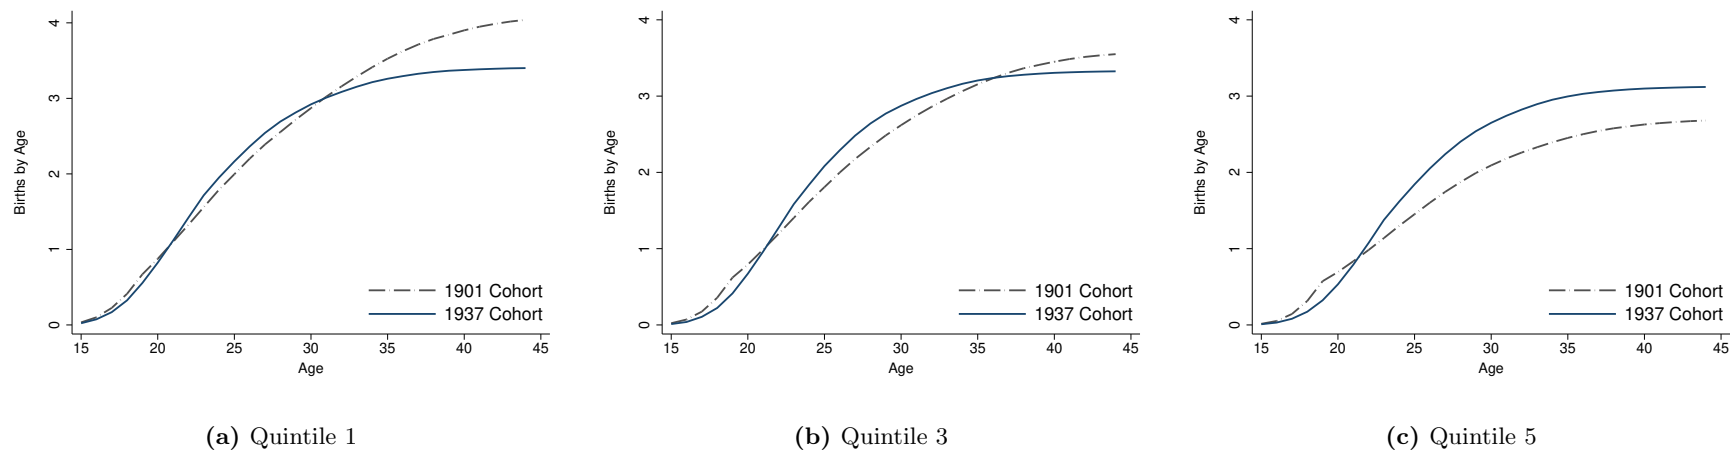 Births by Age
4
3
2
1
0
1901 Cohort
1937 Cohort
15 20 25 30 35 40 45
Age
(a) Quintile 1
Births by Age
4
3
2
1
0
1901 Cohort
1937 Cohort
15 20 25 30 35 40 45
Age
(b) Quintile 3
Births by Age
4
3
2
1
0
1901 Cohort
1937 Cohort
15 20 25 30 35 40 45
Age
(c) Quintile 5